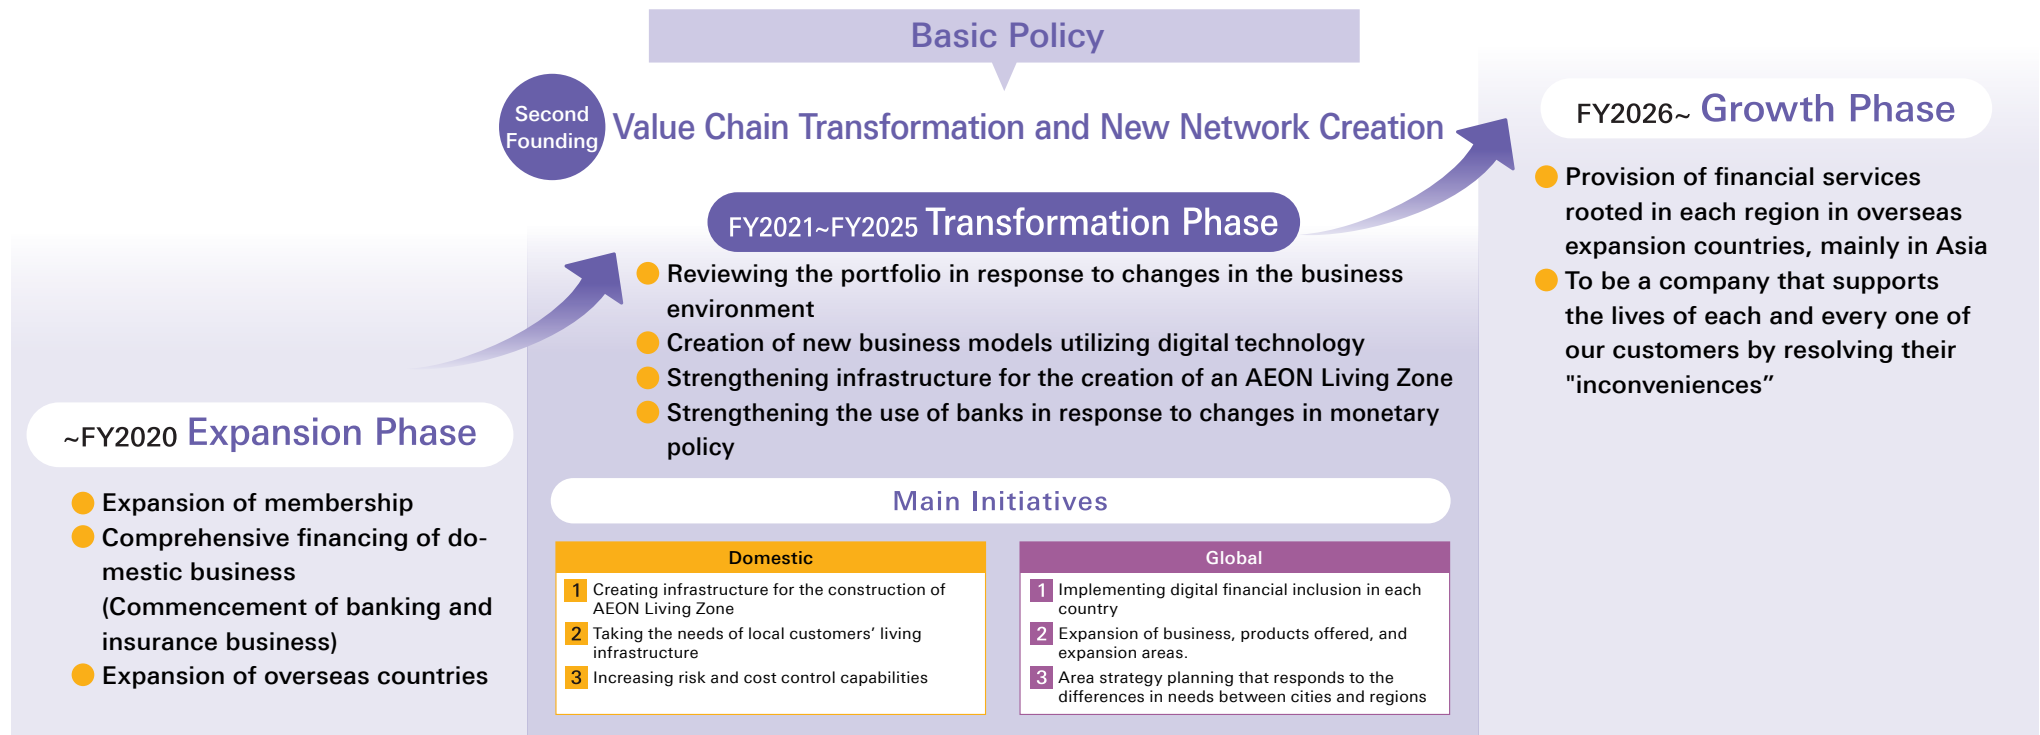 Basic Policy
Second
Founding
Value Chain Transformation and New Network Creation
~FY2020 Expansion Phase
Expansion of membership
Comprehensive financing of do-
mestic business
(Commencement of banking and
insurance business)
Expansion of overseas countries
FY2021~FY2025 Transformation Phase
Reviewing the portfolio in response to changes in the business
environment
Creation of new business models utilizing digital technology
Strengthening infrastructure for the creation of an AEON Living Zone
Strengthening the use of banks in response to changes in monetary
policy
Main Initiatives
Domestic
1 Creating infrastructure for the construction of
AEON Living Zone
2 Taking the needs of local customers’ living
infrastructure
3 Increasing risk and cost control capabilities
Global
1 Implementing digital financial inclusion in each
country
2 Expansion of business, products offered, and
expansion areas.
3 Area strategy planning that responds to the
differences in needs between cities and regions
FY2026~ Growth Phase
Provision of financial services
rooted in each region in overseas
expansion countries, mainly in Asia
To be a company that supports
the lives of each and every one of
our customers by resolving their
"inconveniences”